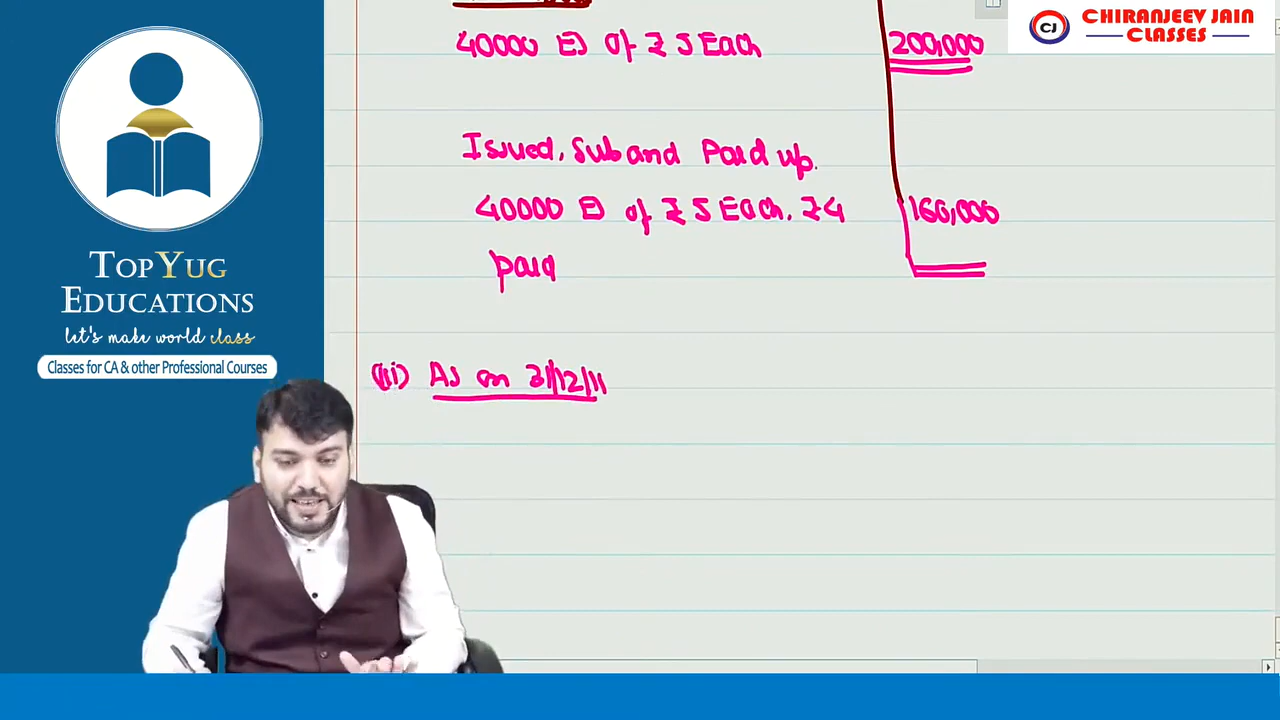 CHIRANJEEV JAIN
CLASSES
CJ
40000 ES of ₹ 5 Each 200,000
Issued, Sub and Paid up.
40000 ES of ₹ 5 Each. ₹4 160,000
paid
(iii) As on 31/12/11
TOPYUG
EDUCATIONS
let's make world class
Classes for CA & other Professional Courses